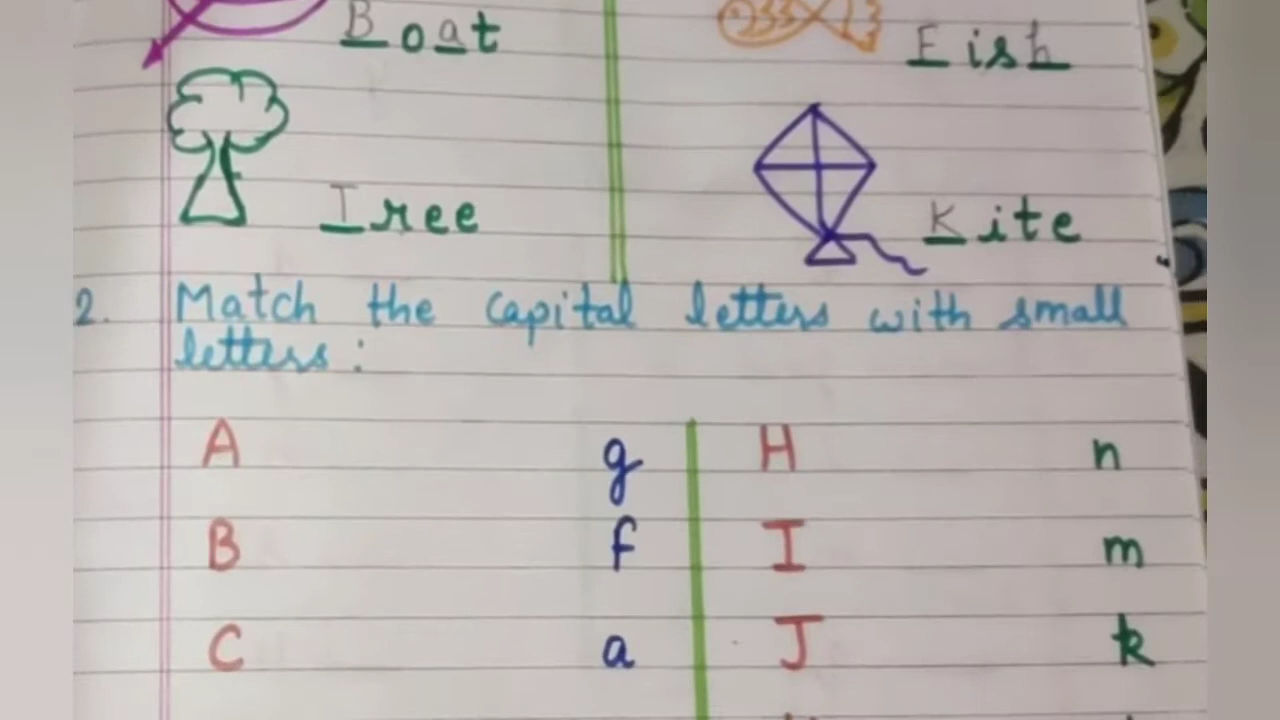 Boat Fish
Tree Kite
2. Match the capital letters with small
letters :
A g H n
B f I m
C a J k